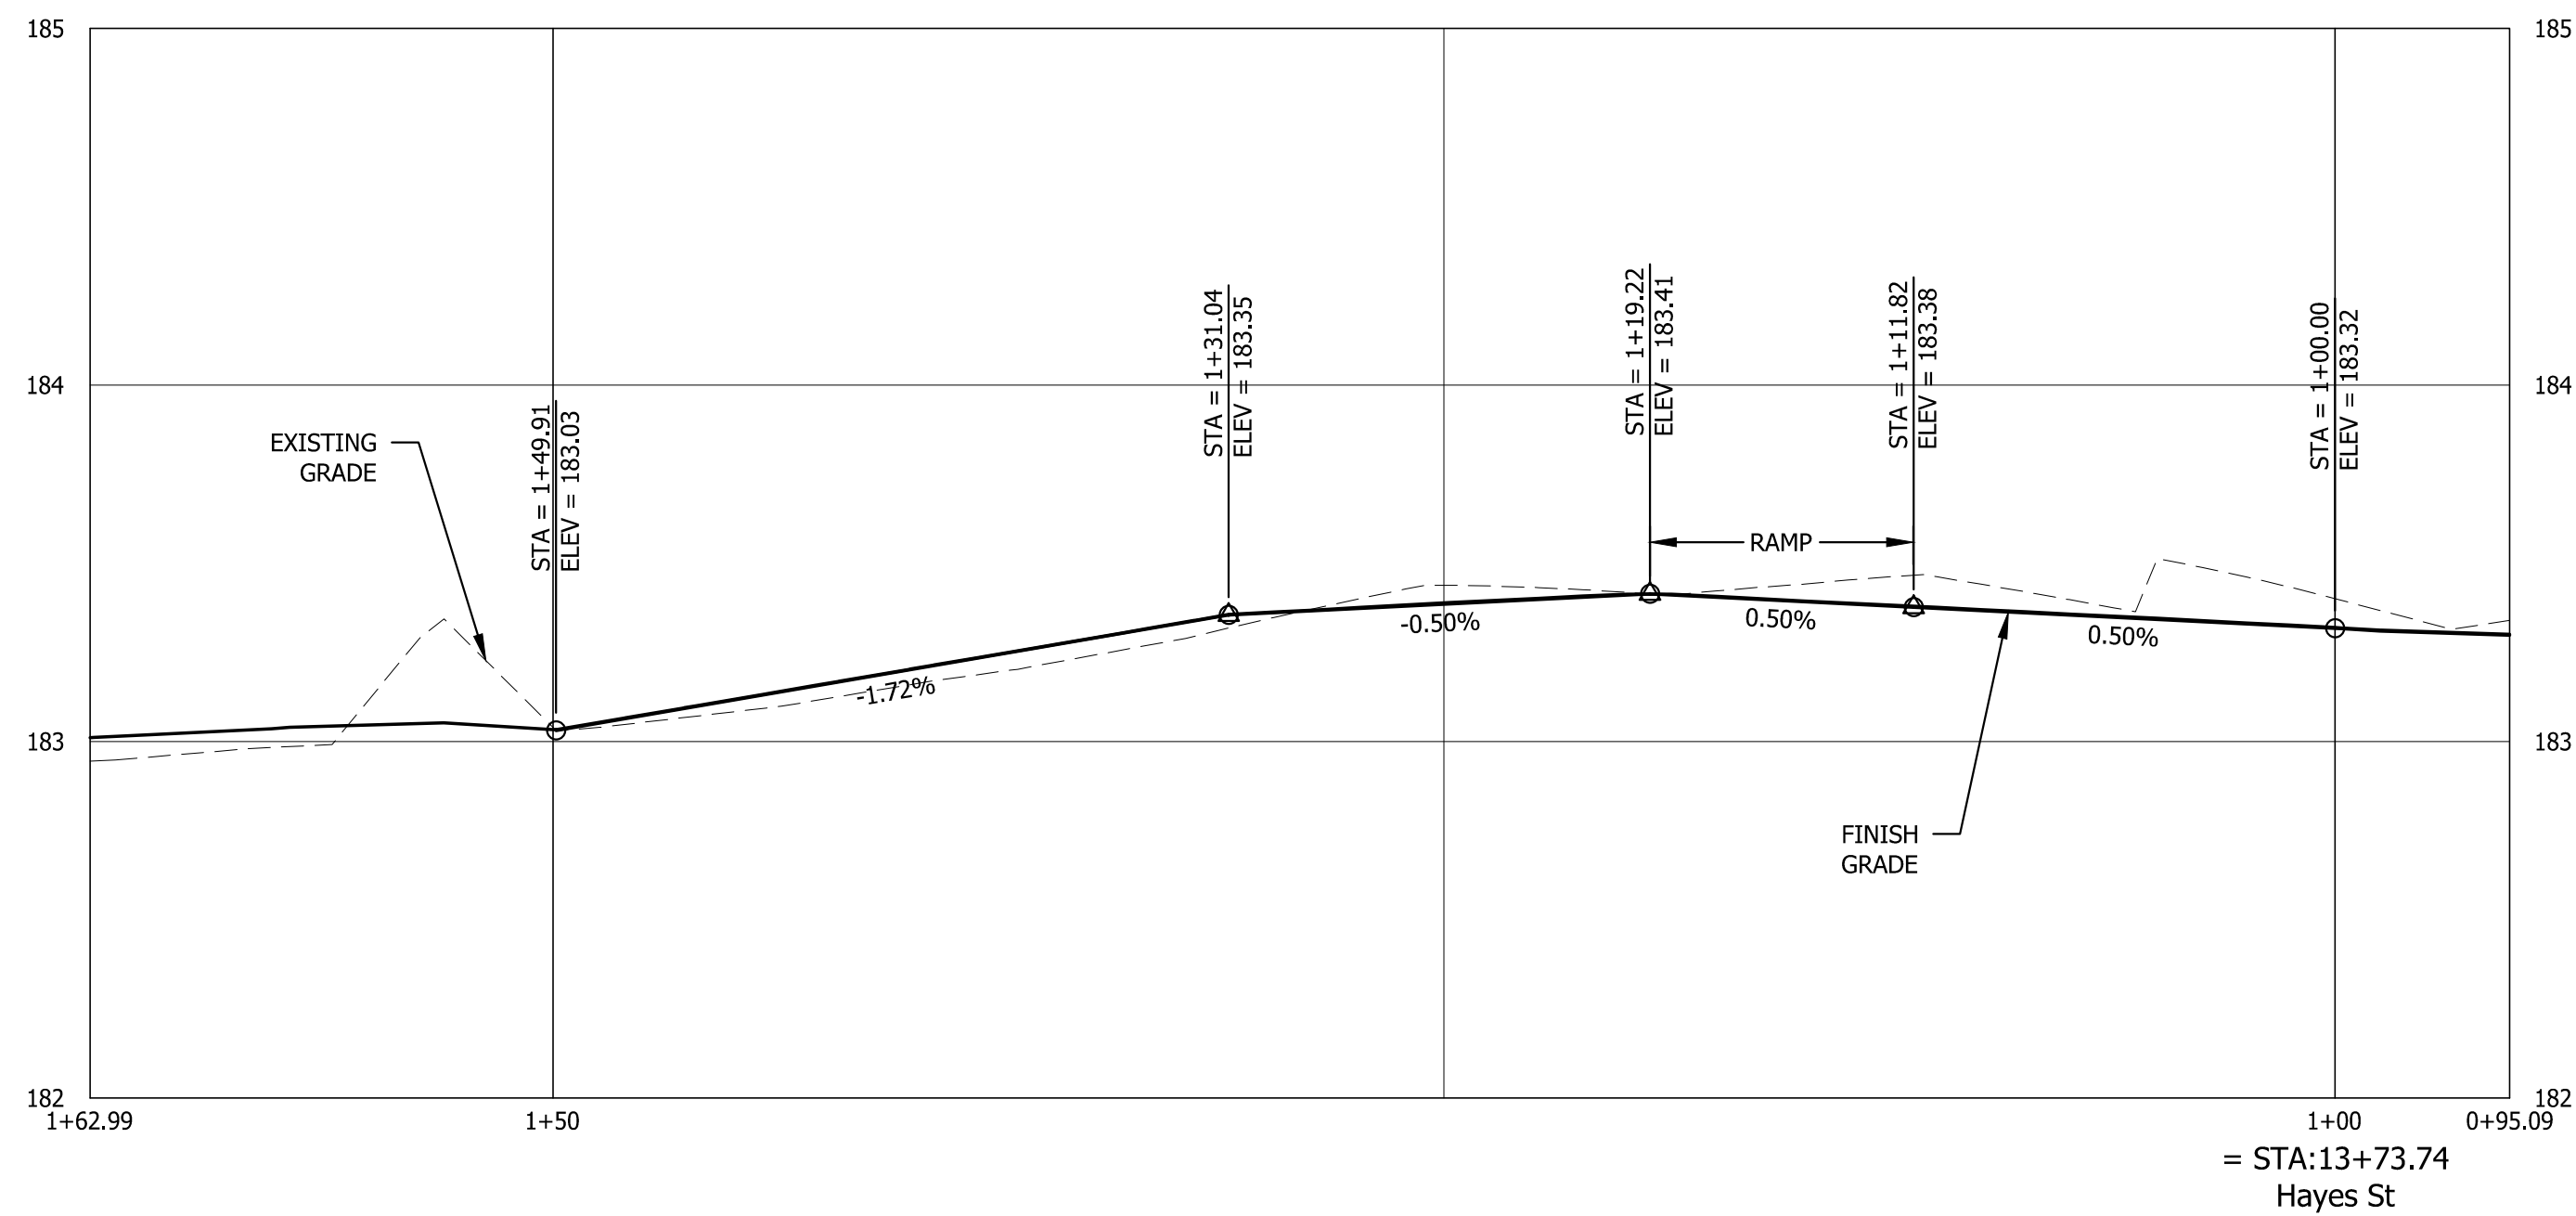 185
185
STA = 1+19.22
ELEV = 183.41
STA = 1+11.82
ELEV = 183.38
STA = 1+31.04
ELEV = 183.35
STA = 1+00.00
ELEV = 183.32
184
184
STA = 1+49.91
ELEV = 183.03
EXISTING
GRADE
RAMP
-0.50%
0.50%
0.50%
-1.72%
183
183
FINISH
GRADE
182
182
1+62.99
1+50
1+00
0+95.09
= STA:13+73.74
Hayes St